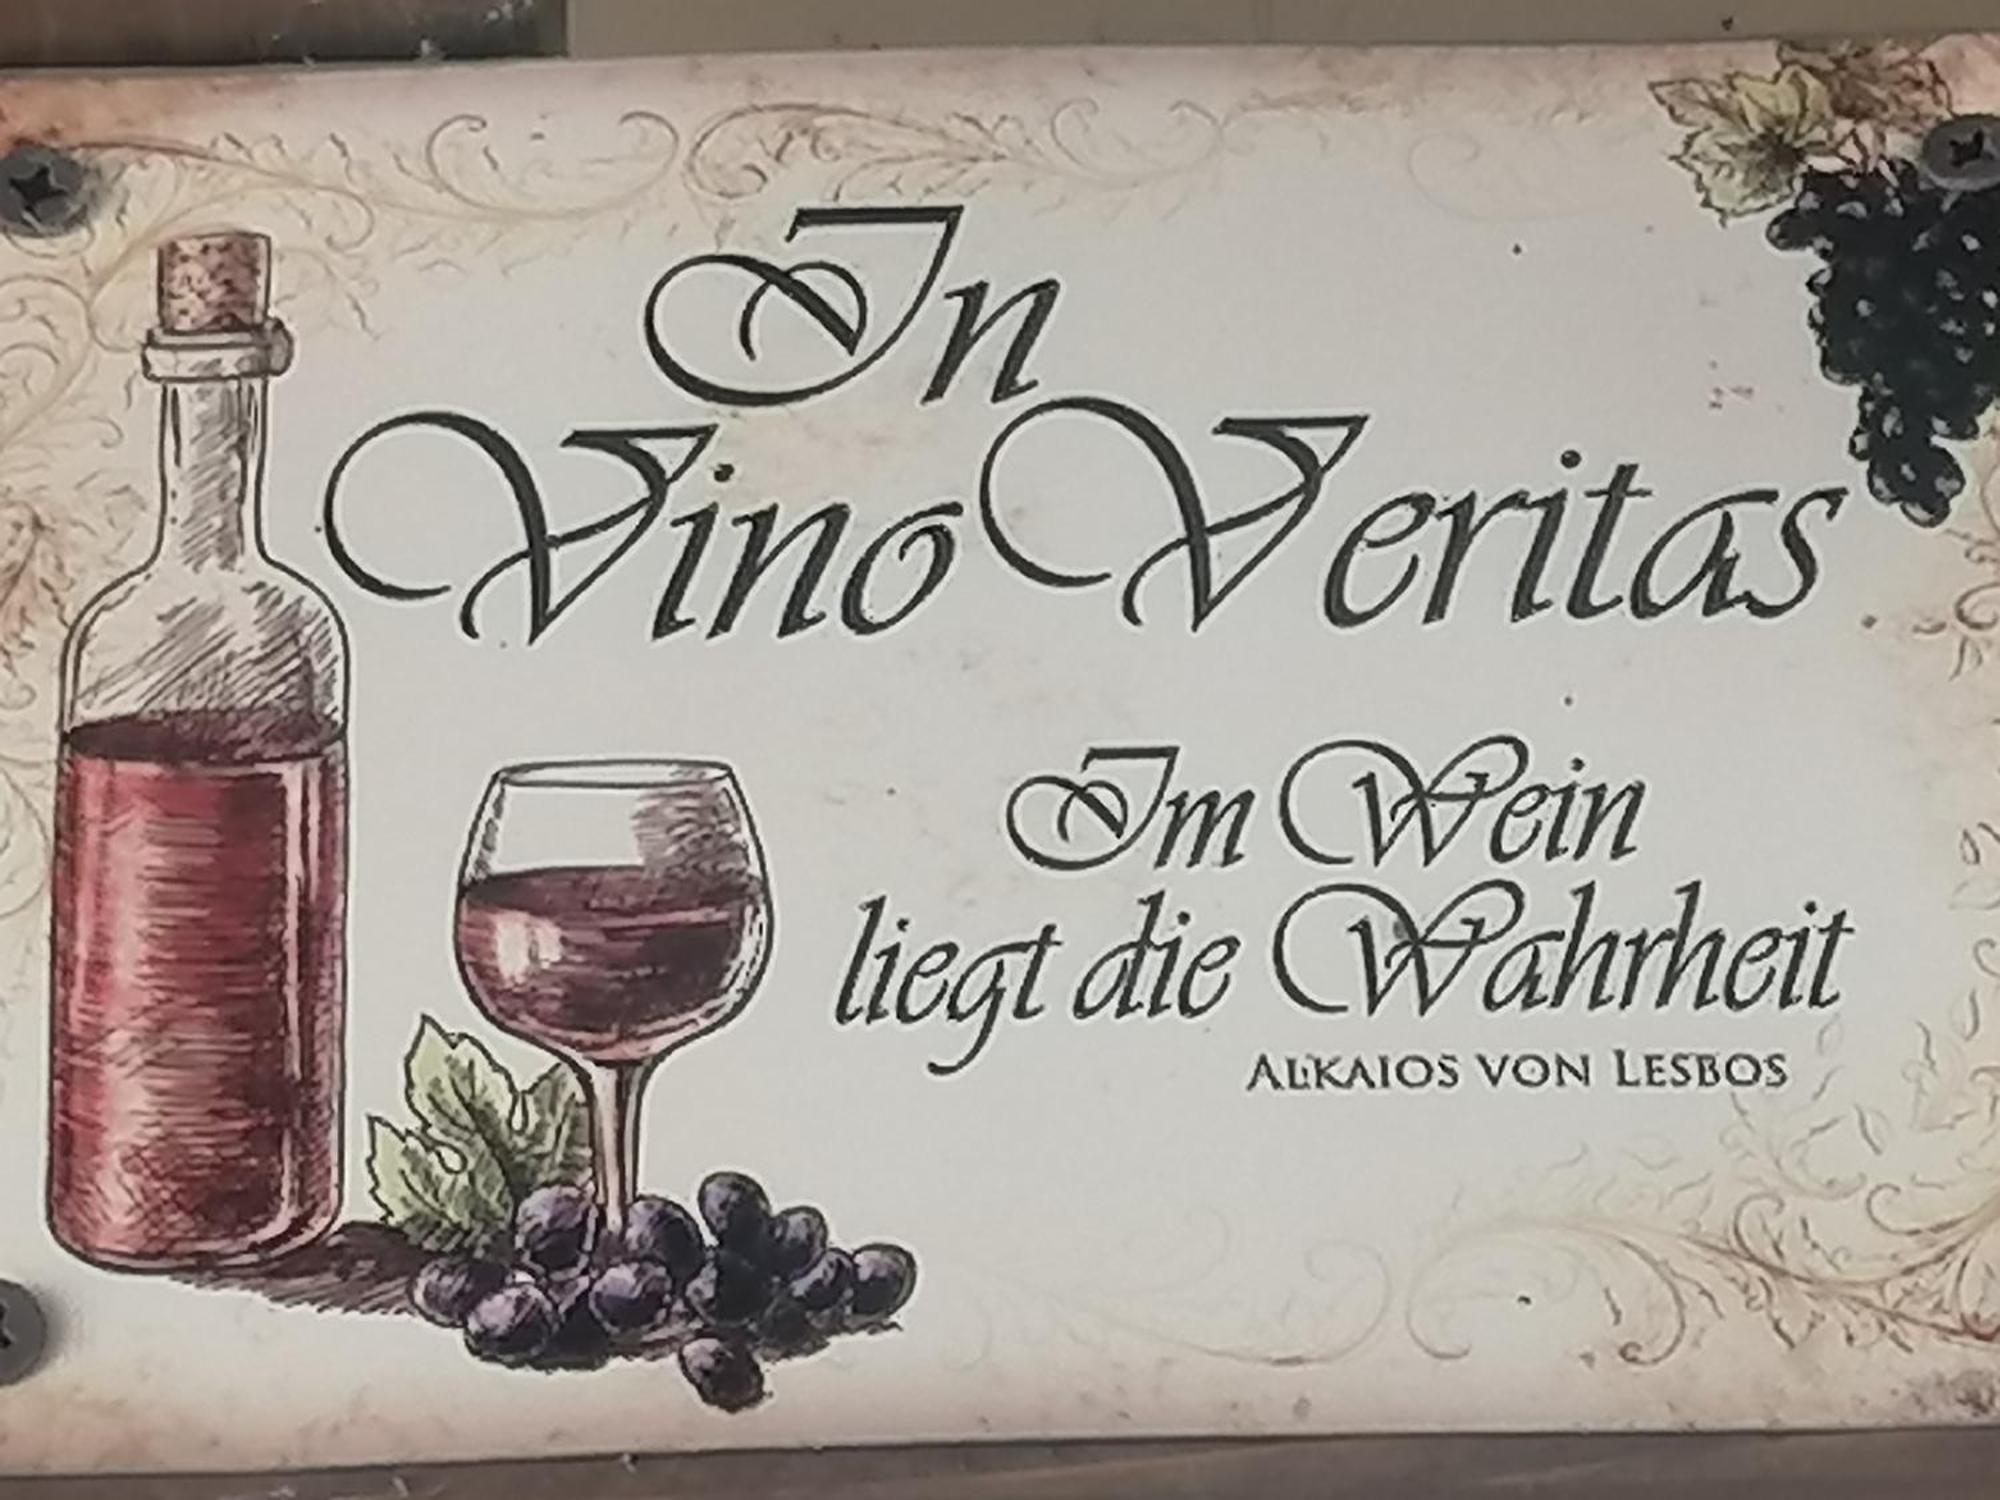 In
Vino Veritas
Im Wein
liegt die Wahrheit
ALKAIOS VON LESBOS